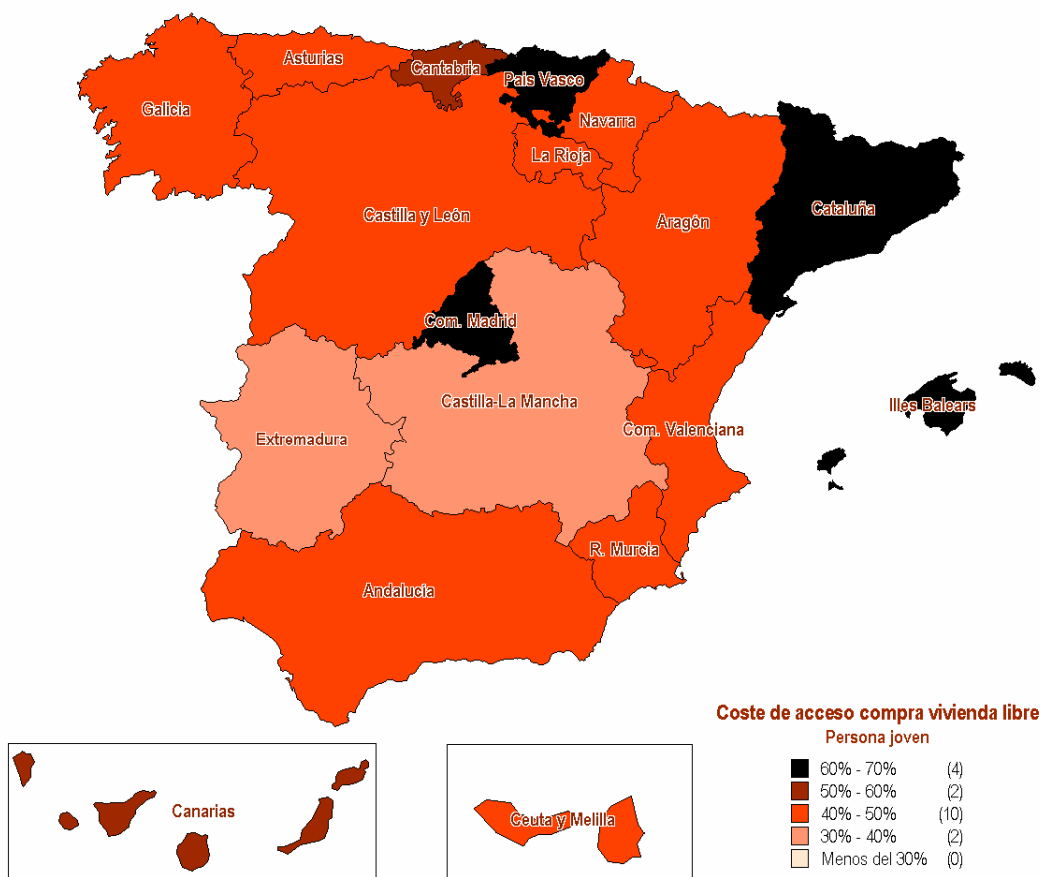 Asturias
Cantabria
Pais Vasco
Galicia
Navarra
La Rioja
Castilla y León
Aragón
Cataluña
Com. Madrid
Castilla-La Mancha
Illes Balears
Extremadura
Com. Valenciana
R. Murcia
Andalucía
Canarias
Ceuta y Melilla
Coste de acceso compra vivienda libre
Persona joven
60% - 70% (4)
50% - 60% (2)
40% - 50% (10)
30% - 40% (2)
Menos del 30% (0)